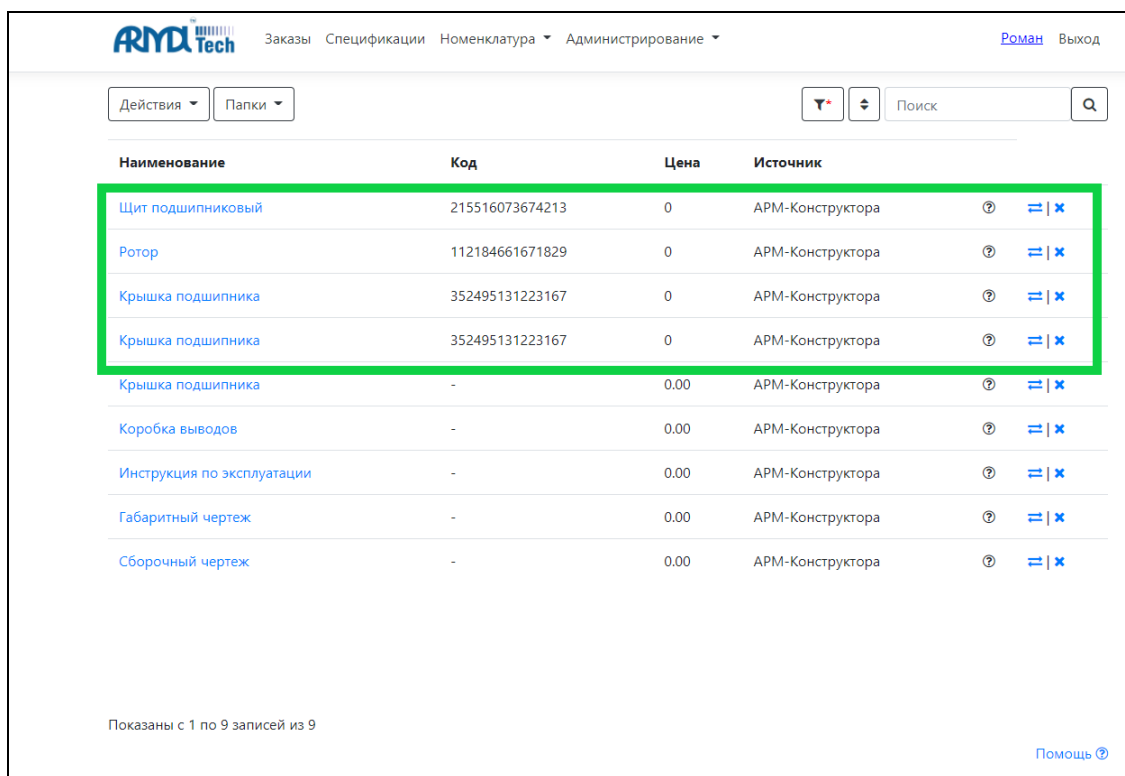 ARMA Tech Заказы Спецификации Номенклатура Администрирование Роман Выход
Действия Папки * Поиск
Наименование Код Цена Источник
Щит подшипниковый 215516073674213 0 АРМ-Конструктора
Ротор 112184661671829 0 АРМ-Конструктора
Крышка подшипника 352495131223167 0 АРМ-Конструктора
Крышка подшипника 352495131223167 0 АРМ-Конструктора
Крышка подшипника - 0.00 АРМ-Конструктора
Коробка выводов - 0.00 АРМ-Конструктора
Инструкция по эксплуатации - 0.00 АРМ-Конструктора
Габаритный чертеж - 0.00 АРМ-Конструктора
Сборочный чертеж - 0.00 АРМ-Конструктора
Показаны с 1 по 9 записей из 9
Помощь